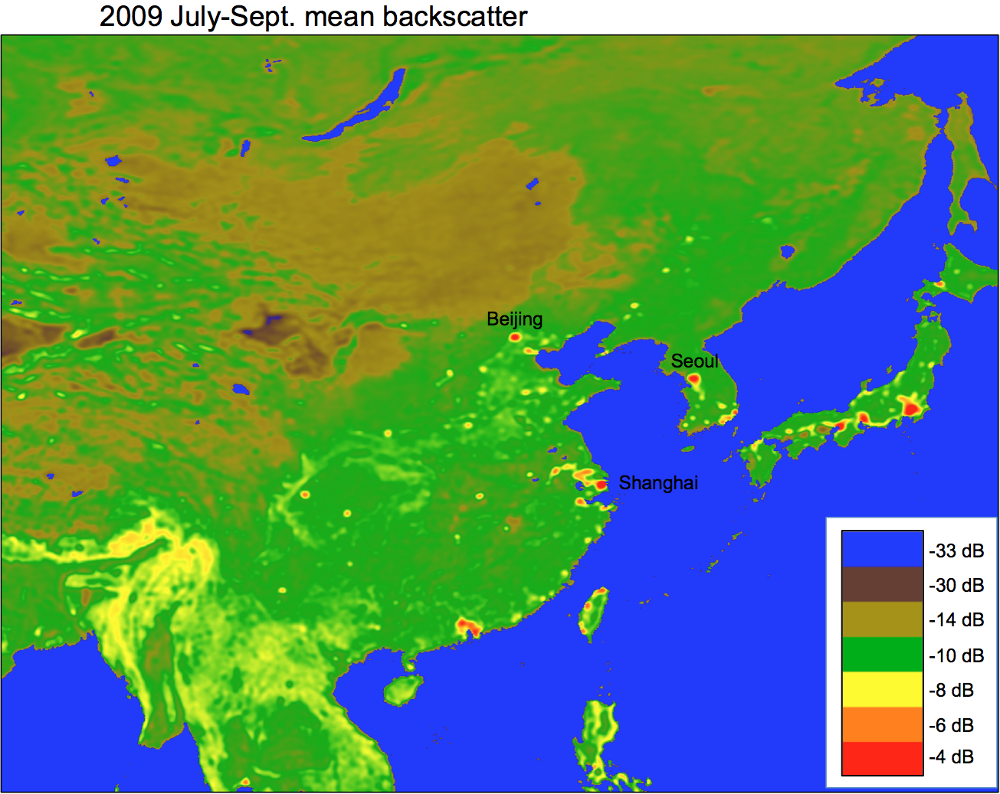 2009 July-Sept. mean backscatter
Beijing
Seoul
Shanghai
-33 dB
-30 dB
-14 dB
-10 dB
-8 dB
-6 dB
-4 dB